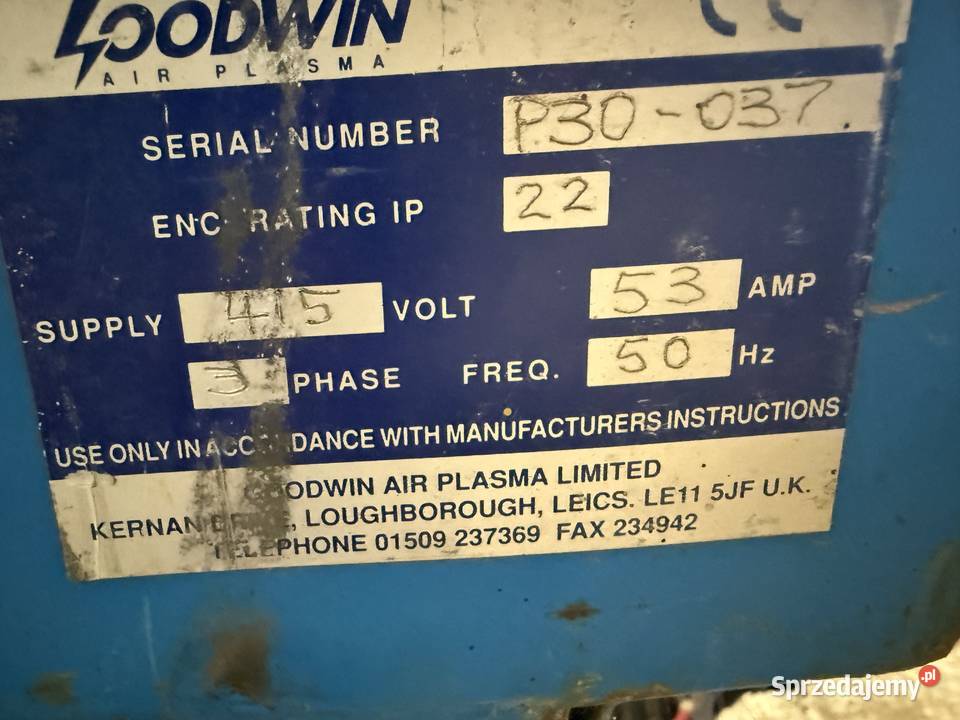 GOODWIN
AIR PLASMA
SERIAL NUMBER P30-037.
ENC RATING IP 22
SUPPLY 415 VOLT 53 AMP
3 PHASE FREQ. 50 Hz
USE ONLY IN ACCORDANCE WITH MANUFACTURERS INSTRUCTIONS
GOODWIN AIR PLASMA LIMITED
KERNAN DRIVE, LOUGHBOROUGH, LEICS. LE11 5JF U.K.
TELEPHONE 01509 237369 FAX 234942
Sprzedajemy.pl